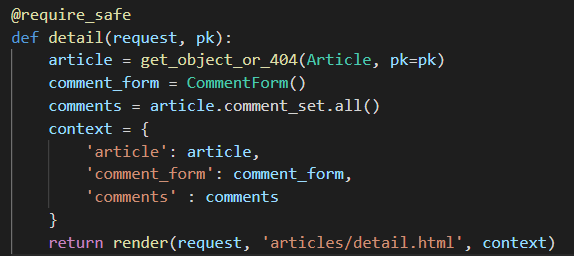 @require_safe
def detail(request, pk):
    article = get_object_or_404(Article, pk=pk)
    comment_form = CommentForm()
    comments = article.comment_set.all()
    context = {
        'article': article,
        'comment_form': comment_form,
        'comments' : comments
    }
    return render(request, 'articles/detail.html', context)